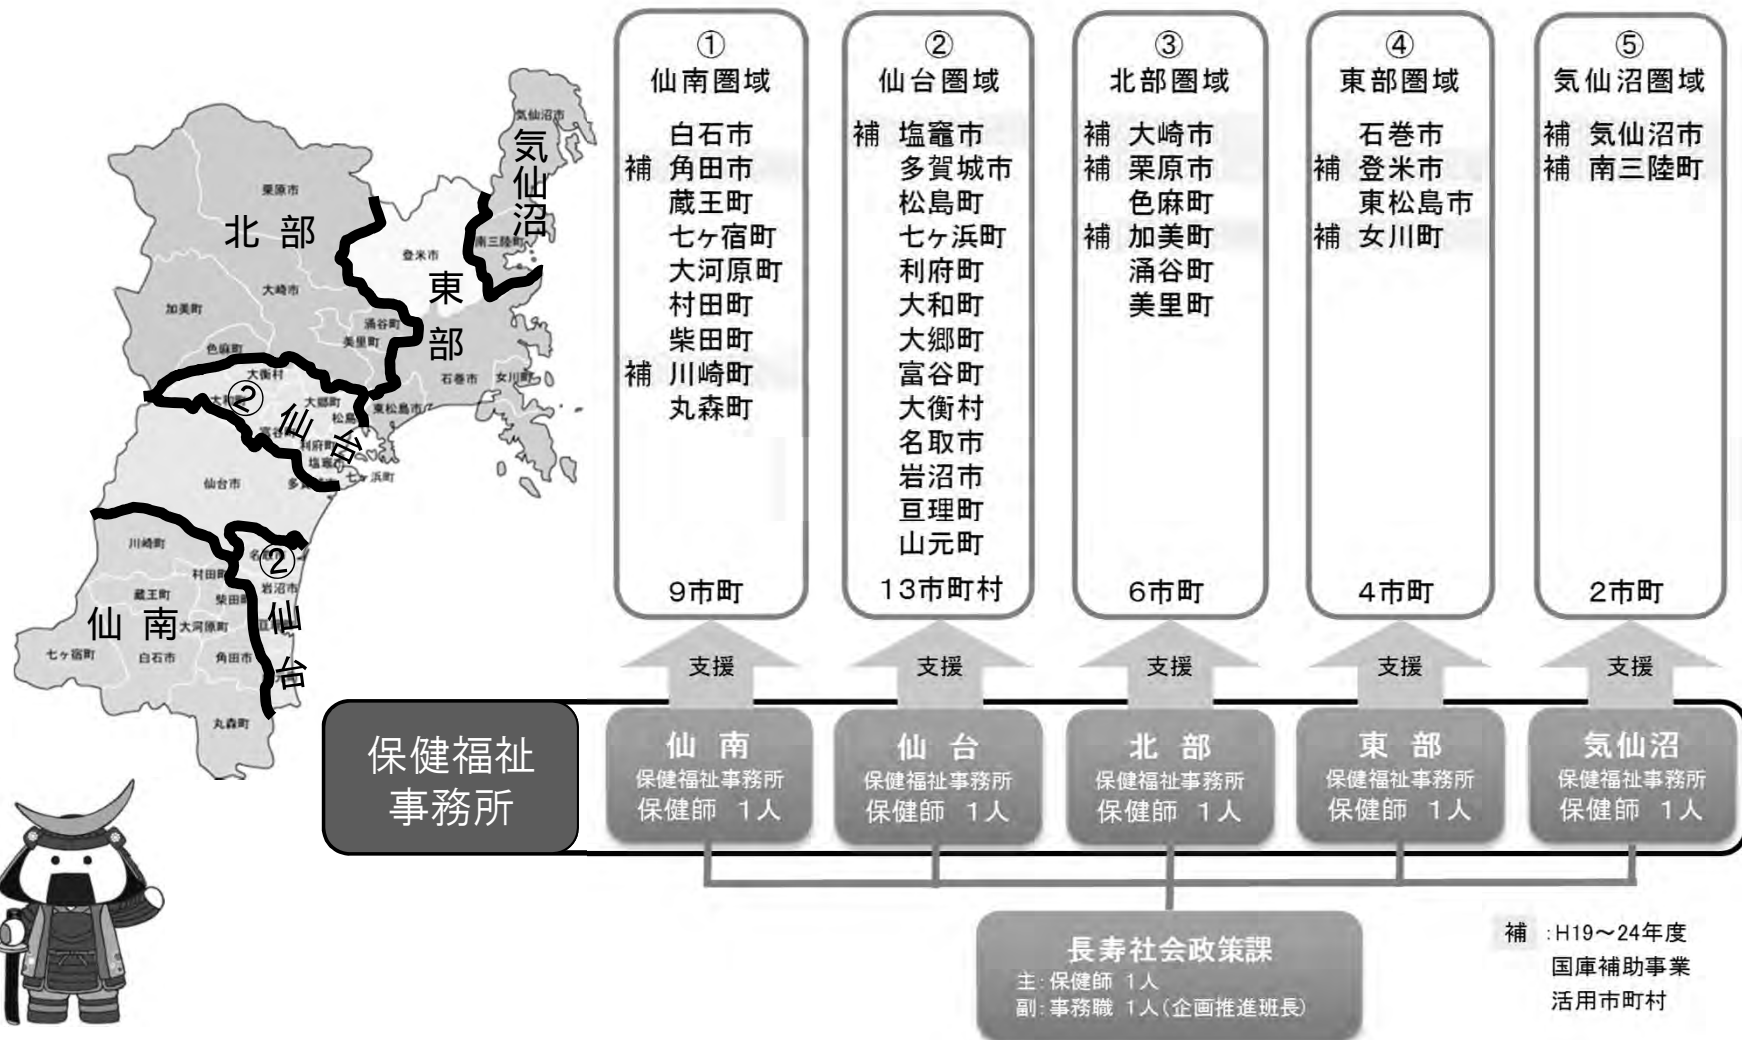 ①
仙南圏域
白石市
補 角田市
蔵王町
七ヶ宿町
大河原町
村田町
柴田町
補 川崎町
丸森町
9市町
②
仙台圏域
補 塩竈市
多賀城市
松島町
七ヶ浜町
利府町
大和町
大郷町
富谷町
大衡村
名取市
岩沼市
亘理町
山元町
13市町村
③
北部圏域
補 大崎市
補 栗原市
色麻町
補 加美町
涌谷町
美里町
6市町
④
東部圏域
石巻市
補 登米市
東松島市
補 女川町
4市町
⑤
気仙沼圏域
補 気仙沼市
補 南三陸町
2市町
気仙沼市
気仙沼
栗原市
北部
南三陸町
登米市
東部
大崎市
加美町
涌谷町
美里町
色麻町
石巻市
女川町
大衡村
大和町
②
大郷町
松島
東松島市
仙台
富谷町
利府町
塩竈
七ヶ浜町
多賀
仙台市
川崎町
名取市
②
村田町
岩沼市
蔵王町
柴田町
仙台
仙南
大河原町
七ヶ宿町
白石市
角田市
丸森町
支援
支援
支援
支援
支援
保健福祉
事務所
仙南
保健福祉事務所
保健師 1人
仙台
保健福祉事務所
保健師 1人
北部
保健福祉事務所
保健師 1人
東部
保健福祉事務所
保健師 1人
気仙沼
保健福祉事務所
保健師 1人
長寿社会政策課
主:保健師 1人
副:事務職 1人(企画推進班長)
補 :H19～24年度
国庫補助事業
活用市町村